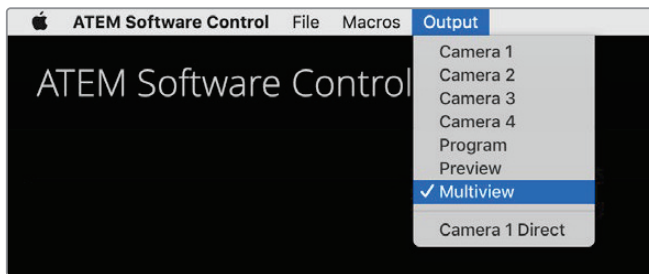 ATEM Software Control File Macros Output
ATEM Software Control
Camera 1
Camera 2
Camera 3
Camera 4
Program
Preview
✓ Multiview
Camera 1 Direct